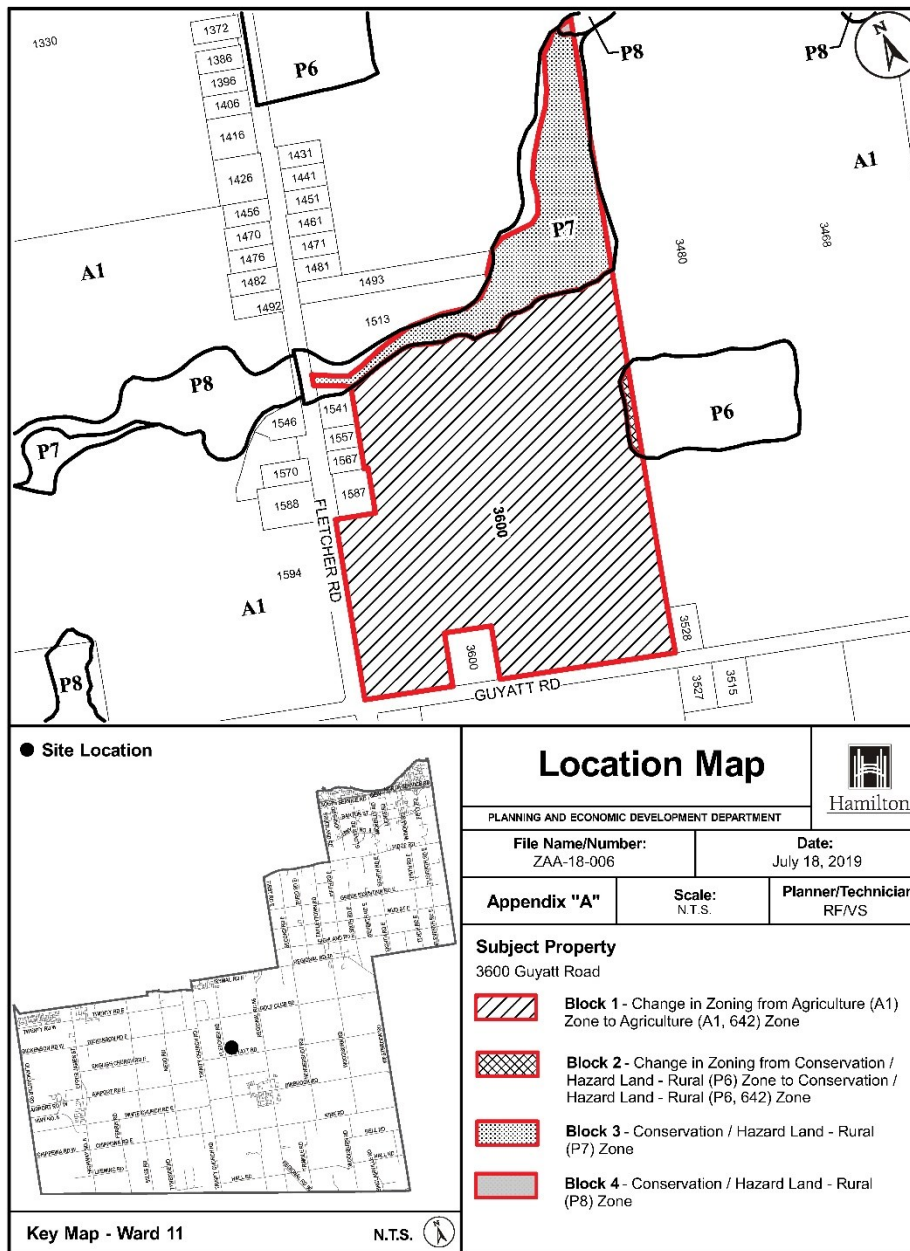 1330
1372
1386
1396
1406
1416
1426
1456
1470
1476
1482
1492
1431
1441
1451
1461
1471
1481
1493
1513
P6
P8
P8
N
A1
A1
P7
3480
3468
P8
P7
P6
1546
1541
1557
1567
1570
1588
1587
3600
FLETCHER RD
1594
A1
P8
3600
3528
GUYATT RD
3527
3515
Site Location
Key Map - Ward 11
N.T.S.
N
Location Map
PLANNING AND ECONOMIC DEVELOPMENT DEPARTMENT
Hamilton
File Name/Number:
ZAA-18-006
Date:
July 18, 2019
Appendix "A"
Scale:
N.T.S.
Planner/Technician
RF/VS
Subject Property
3600 Guyatt Road
Block 1 - Change in Zoning from Agriculture (A1)
Zone to Agriculture (A1, 642) Zone
Block 2 - Change in Zoning from Conservation /
Hazard Land - Rural (P6) Zone to Conservation /
Hazard Land - Rural (P6, 642) Zone
Block 3 - Conservation / Hazard Land - Rural
(P7) Zone
Block 4 - Conservation / Hazard Land - Rural
(P8) Zone